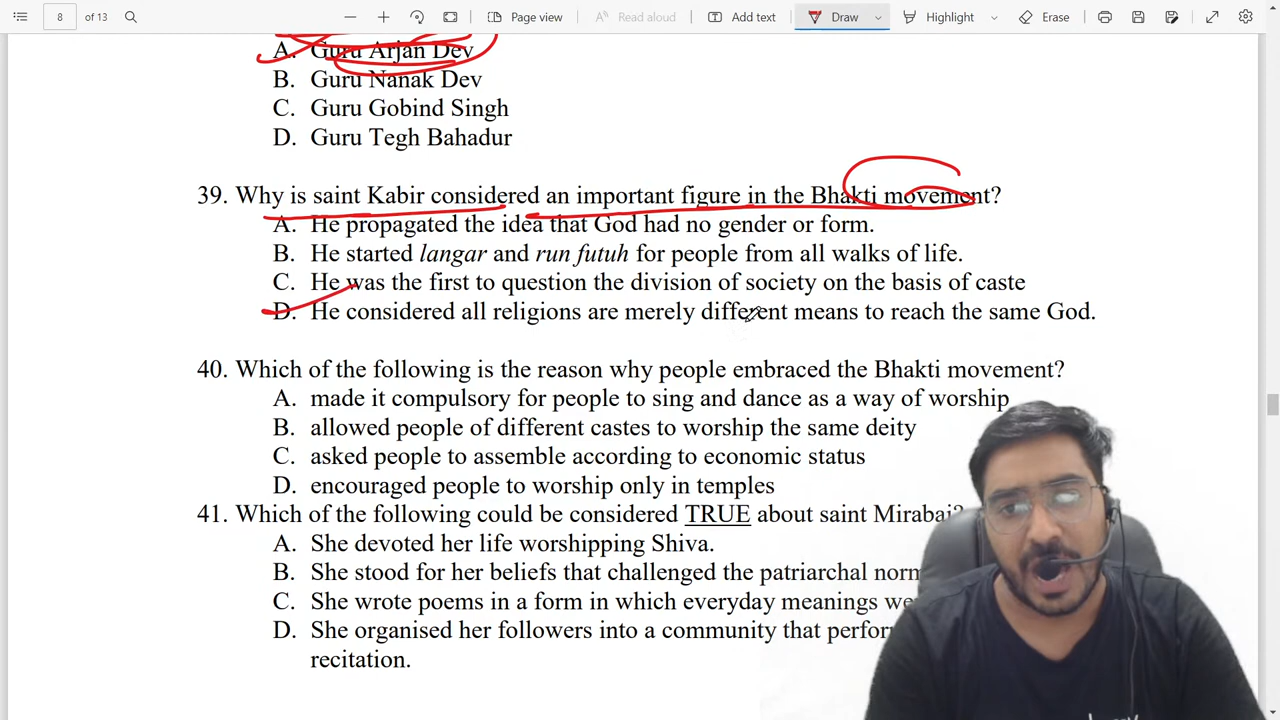 8 of 13 Page view Read aloud Add text Draw Highlight Erase
A. Guru Arjan Dev
B. Guru Nanak Dev
C. Guru Gobind Singh
D. Guru Tegh Bahadur
39. Why is saint Kabir considered an important figure in the Bhakti movement?
A. He propagated the idea that God had no gender or form.
B. He started langar and run futuh for people from all walks of life.
C. He was the first to question the division of society on the basis of caste
D. He considered all religions are merely different means to reach the same God.
40. Which of the following is the reason why people embraced the Bhakti movement?
A. made it compulsory for people to sing and dance as a way of worship
B. allowed people of different castes to worship the same deity
C. asked people to assemble according to economic status
D. encouraged people to worship only in temples
41. Which of the following could be considered TRUE about saint Mirabai?
A. She devoted her life worshipping Shiva.
B. She stood for her beliefs that challenged the patriarchal norm
C. She wrote poems in a form in which everyday meanings we
D. She organised her followers into a community that perfor
recitation.